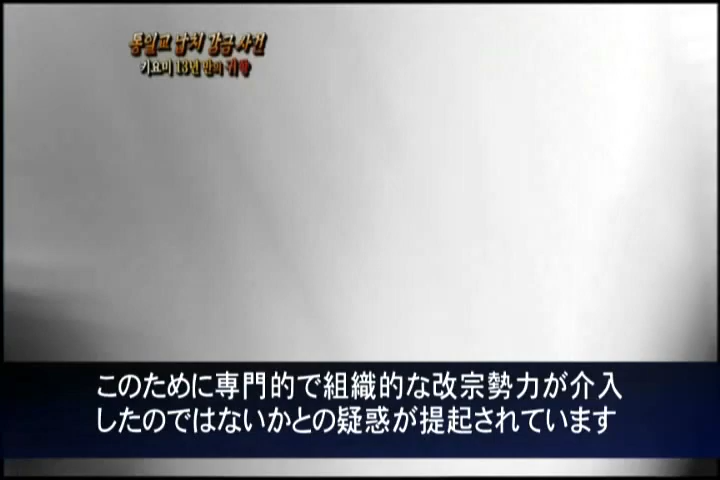 통일교 납치 감금 사건
기요미 13년 만의 귀향
このために専門的で組織的な改宗勢力が介入
したのではないかとの疑惑が提起されています